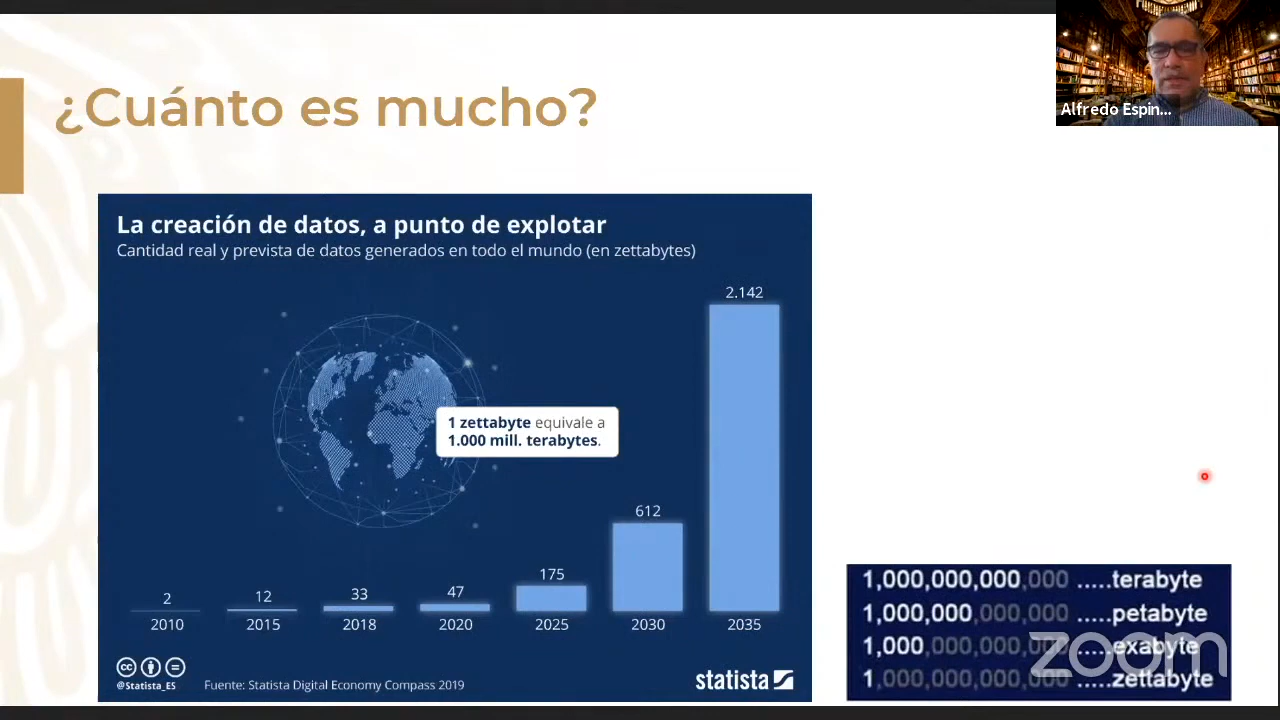 Alfredo Espin...
¿Cuánto es mucho?
La creación de datos, a punto de explotar
Cantidad real y prevista de datos generados en todo el mundo (en zettabytes)
2.142
1 zettabyte equivale a
1.000 mill. terabytes.
612
175
47
33
12
2
2010 2015 2018 2020 2025 2030 2035
@Statista_ES
Fuente: Statista Digital Economy Compass 2019
statista
1,000,000,000,000 .....terabyte
1,000,000,000,000 .....petabyte
1,000,000,000,000 .....exabyte
1,000,000,000,000 .....zettabyte
zoom